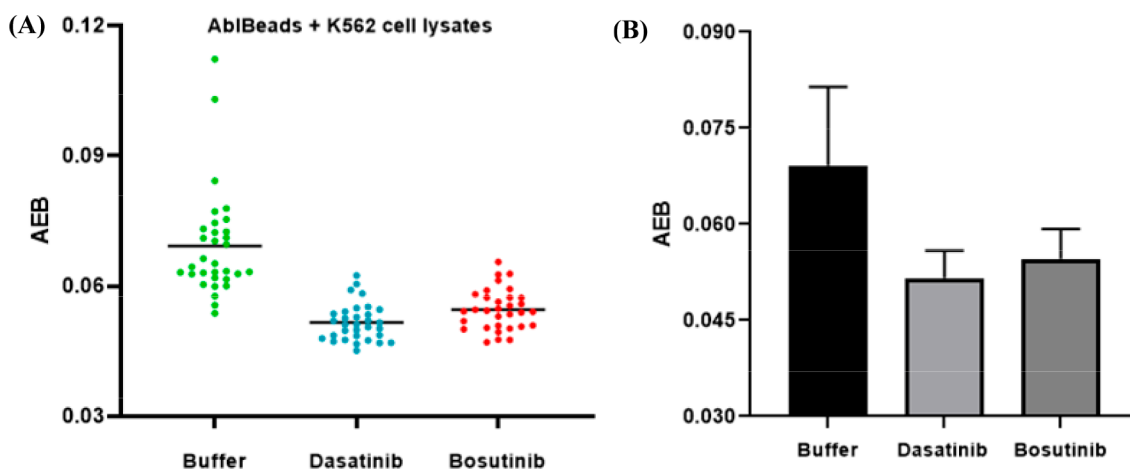 (A)
AblBeads + K562 cell lysates
0.12
0.09
0.06
0.03
AEB
Buffer
Dasatinib
Bosutinib
(B)
0.090
0.075
0.060
0.045
0.030
AEB
Buffer
Dasatinib
Bosutinib